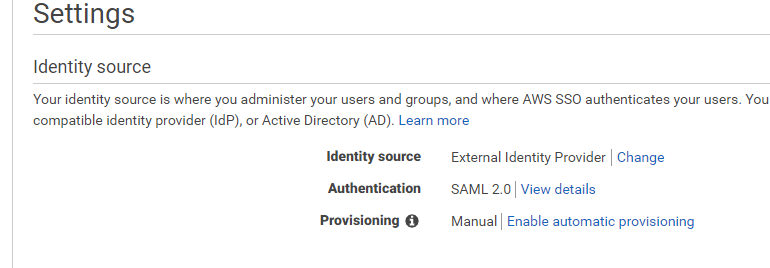 Settings
Identity source
Your identity source is where you administer your users and groups, and where AWS SSO authenticates your users. You
compatible identity provider (IdP), or Active Directory (AD). Learn more
Identity source External Identity Provider | Change
Authentication SAML 2.0 | View details
Provisioning Manual | Enable automatic provisioning